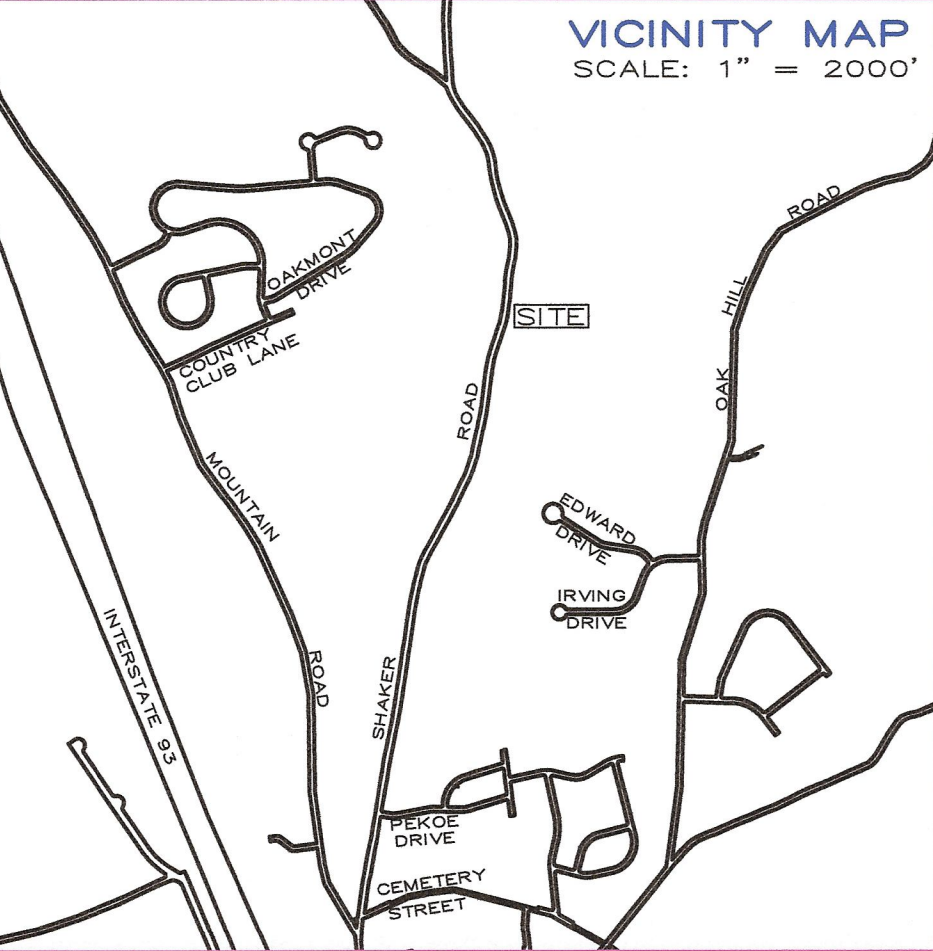 VICINITY MAP
SCALE: 1" = 2000'
ROAD
HILL
OAK
OAKMONT
DRIVE
SITE
COUNTRY
CLUB LANE
ROAD
SHAKER
MOUNTAIN
ROAD
EDWARD
DRIVE
IRVING
DRIVE
INTERSTATE 93
PEKOE
DRIVE
CEMETERY
STREET